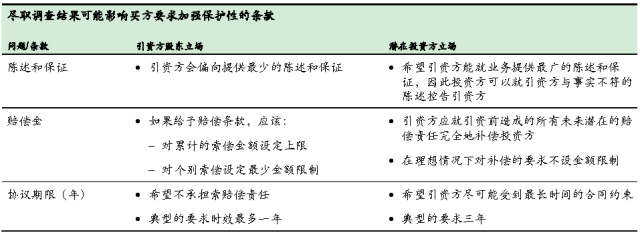 尽职调查结果可能影响买方要求加强保护性的条款
问题/条款 引资方股东立场 潜在投资方立场
陈述和保证 • 引资方会偏向提供最少的陈述和保证 • 希望引资方能就业务提供最广的陈述和保
证，因此投资方可以就引资方与事实不符的
陈述控告引资方
赔偿金 • 如果给予赔偿条款，应该： • 引资方应就引资前造成的所有未来潜在的赔
– 对累计的索偿金额设定上限 偿责任完全地补偿投资方
– 对个别索偿设定最少金额限制 • 在理想情况下对补偿的要求不设金额限制
协议期限（年） • 希望不承担索赔偿责任 • 希望引资方尽可能受到最长时间的合同约束
• 典型的要求时效最多一年 • 典型的要求三年